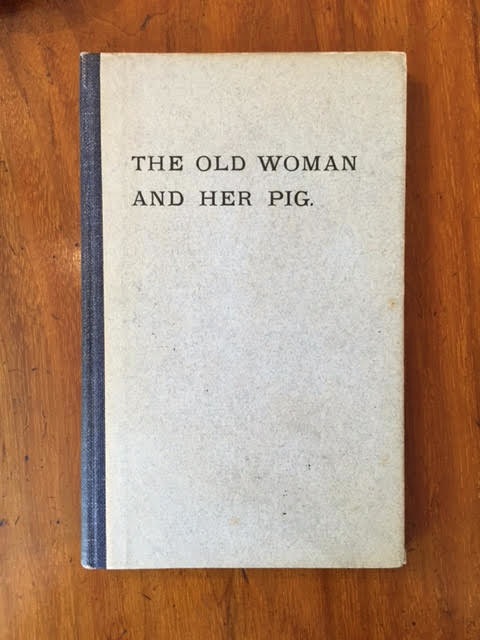 THE OLD WOMAN
AND HER PIG.